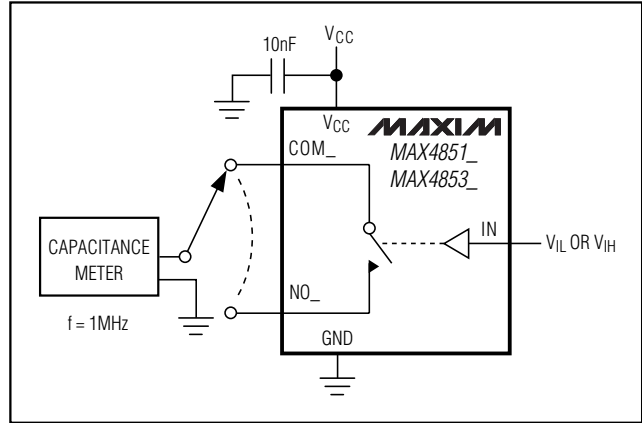 10nF
VCC
VCC
MAXIM
MAX4851_
MAX4853_
COM_
IN
VIL OR VIH
CAPACITANCE
METER
NO_
f = 1MHz
GND